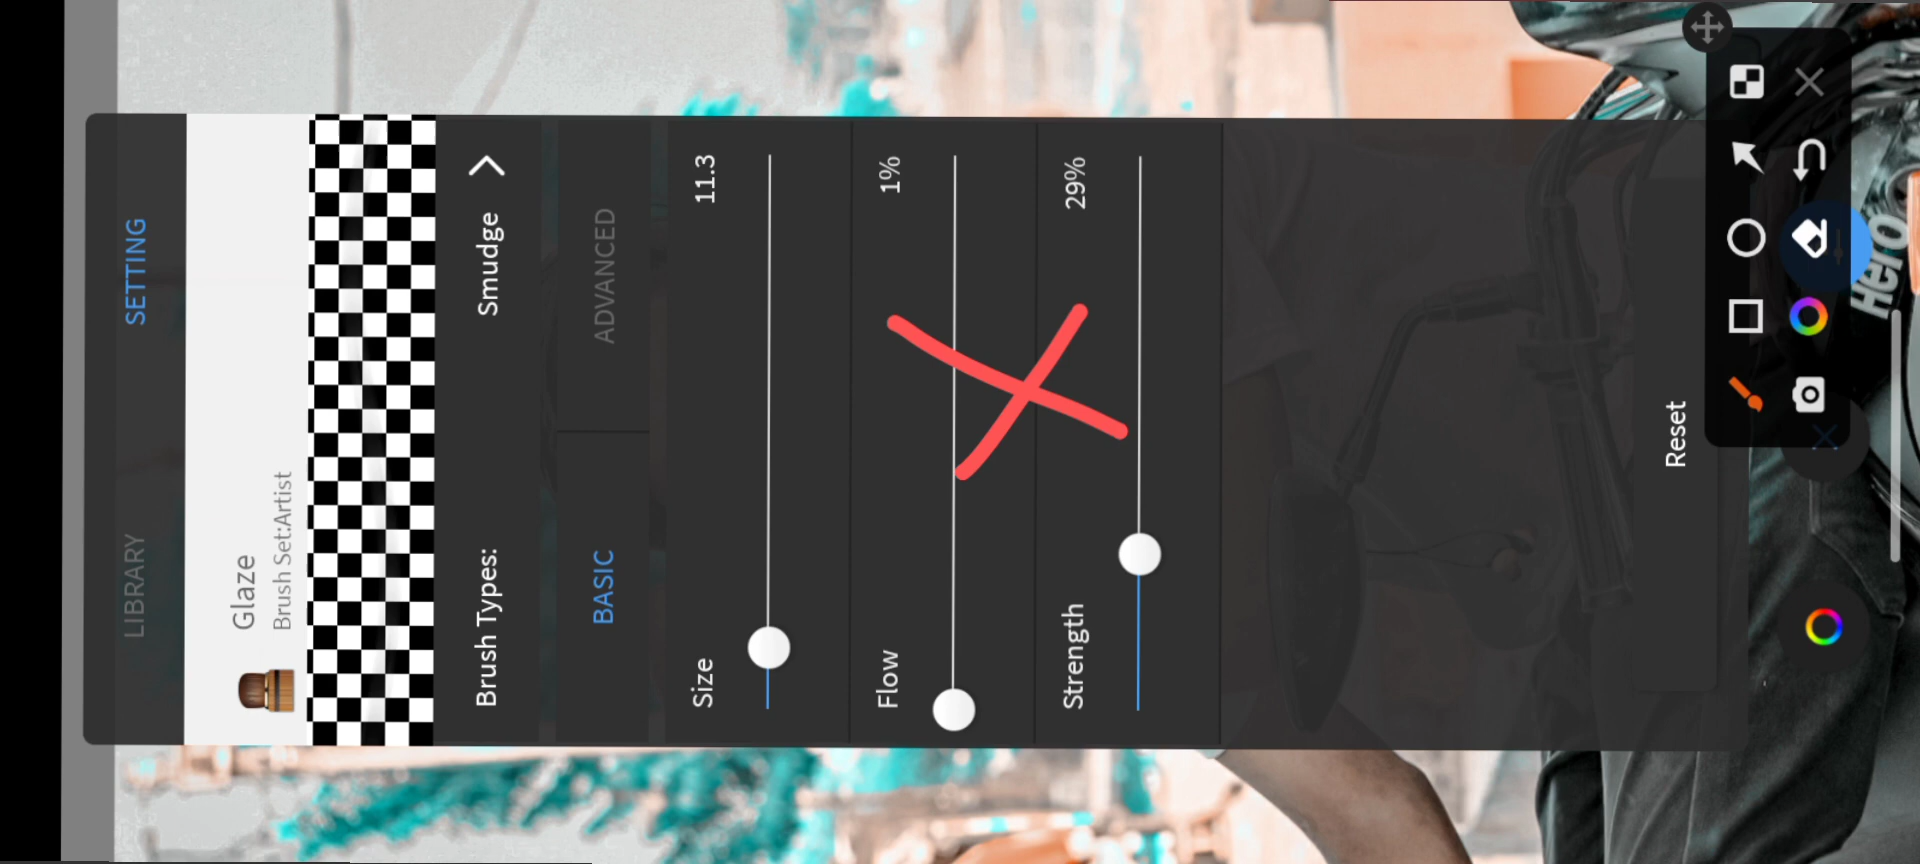 LIBRARY SETTING
Glaze
Brush Set:Artist
Brush Types: Smudge
BASIC ADVANCED
Size 11.3
Flow 1%
Strength 29%
Reset
Hero